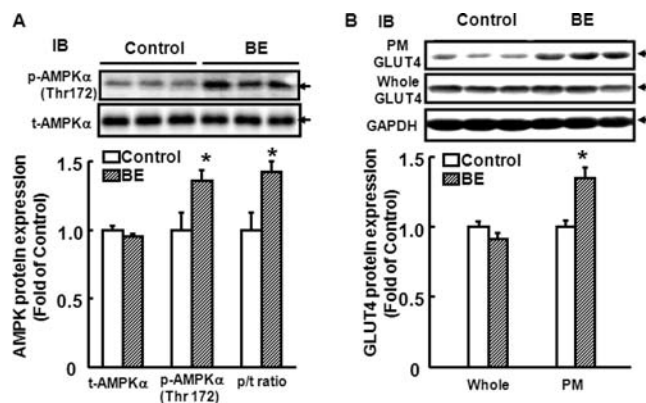 A
IB Control BE
p-AMPKα
(Thr172)
t-AMPKα
AMPK protein expression
(Fold of Control)
1.5
1.0
0.5
0
Control
BE
*
*
t-AMPKα p-AMPKα p/t ratio
(Thr 172)
B IB Control BE
PM
GLUT4
Whole
GLUT4
GAPDH
GLUT4 protein expression
(Fold of Control)
1.5
1.0
0.5
0
Control
BE
*
Whole PM